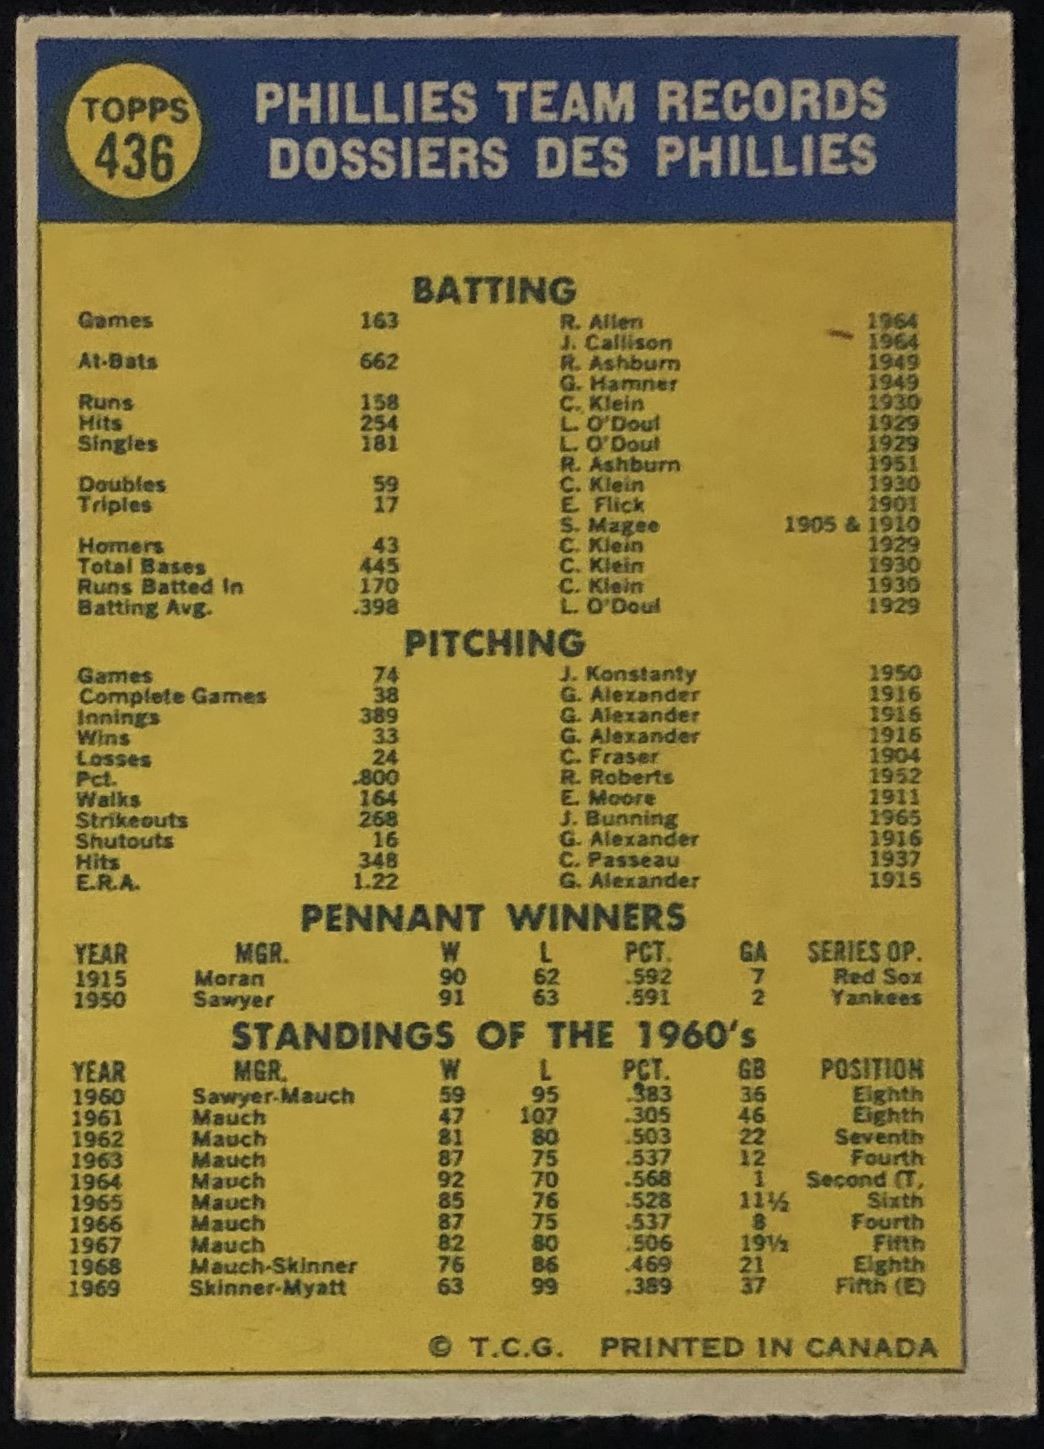 TOPPS
436
PHILLIES TEAM RECORDS
DOSSIERS DES PHILLIES
BATTING
Games 163 R. Allen 1964
J. Callison 1964
At-Bats 662 R. Ashburn 1949
G. Hamner 1949
Runs 158 C. Klein 1930
Hits 254 L. O'Doul 1929
Singles 181 L. O'Doul 1929
R. Ashburn 1951
Doubles 59 C. Klein 1930
Triples 17 E. Flick 1901
S. Magee 1905 & 1910
Homers 43 C. Klein 1929
Total Bases 445 C. Klein 1930
Runs Batted In 170 C. Klein 1930
Batting Avg. .398 L. O'Doul 1929
PITCHING
Games 74 J. Konstanty 1950
Complete Games 38 G. Alexander 1916
Innings 389 G. Alexander 1916
Wins 33 G. Alexander 1916
Losses 24 C. Fraser 1904
Pct. .800 R. Roberts 1952
Walks 164 E. Moore 1911
Strikeouts 268 J. Bunning 1965
Shutouts 16 G. Alexander 1916
Hits 348 C. Passeau 1937
E.R.A. 1.22 G. Alexander 1915
PENNANT WINNERS
YEAR MGR. W L PCT. GA SERIES OP.
1915 Moran 90 62 .592 7 Red Sox
1950 Sawyer 91 63 .591 2 Yankees
STANDINGS OF THE 1960's
YEAR MGR. W L PCT. GB POSITION
1960 Sawyer-Mauch 59 95 .383 36 Eighth
1961 Mauch 47 107 .305 46 Eighth
1962 Mauch 81 80 .503 22 Seventh
1963 Mauch 87 75 .537 12 Fourth
1964 Mauch 92 70 .568 1 Second (T,
1965 Mauch 85 76 .528 11½ Sixth
1966 Mauch 87 75 .537 8 Fourth
1967 Mauch 82 80 .506 19½ Fifth
1968 Mauch-Skinner 76 86 .469 21 Eighth
1969 Skinner-Myatt 63 99 .389 37 Fifth (E)
© T.C.G. PRINTED IN CANADA